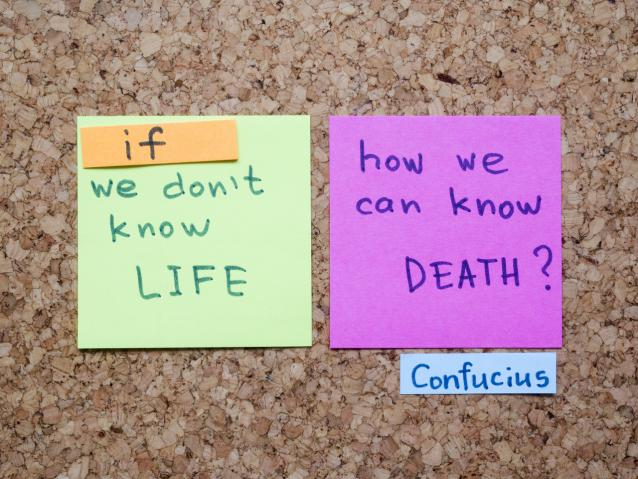 if
we don't
know
LIFE
how we
can know
DEATH?
Confucius